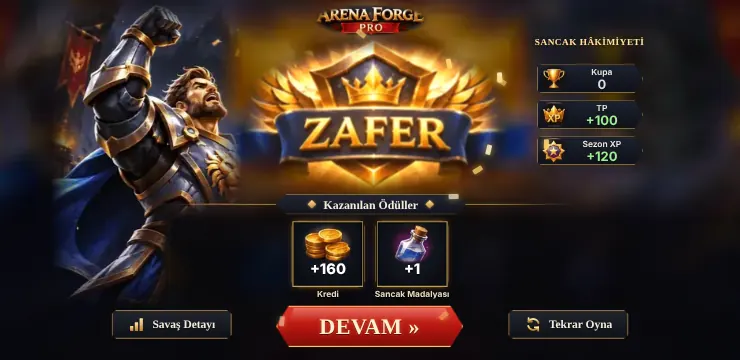 ARENA FORGE
PRO
ZAFER
SANCAK HÂKİMİYETİ
Kupa
0
XP
TP
+100
Sezon XP
+120
Kazanılan Ödüller
+160
Kredi
+1
Sancak Madalyası
Savaş Detayı
DEVAM »
Tekrar Oyna